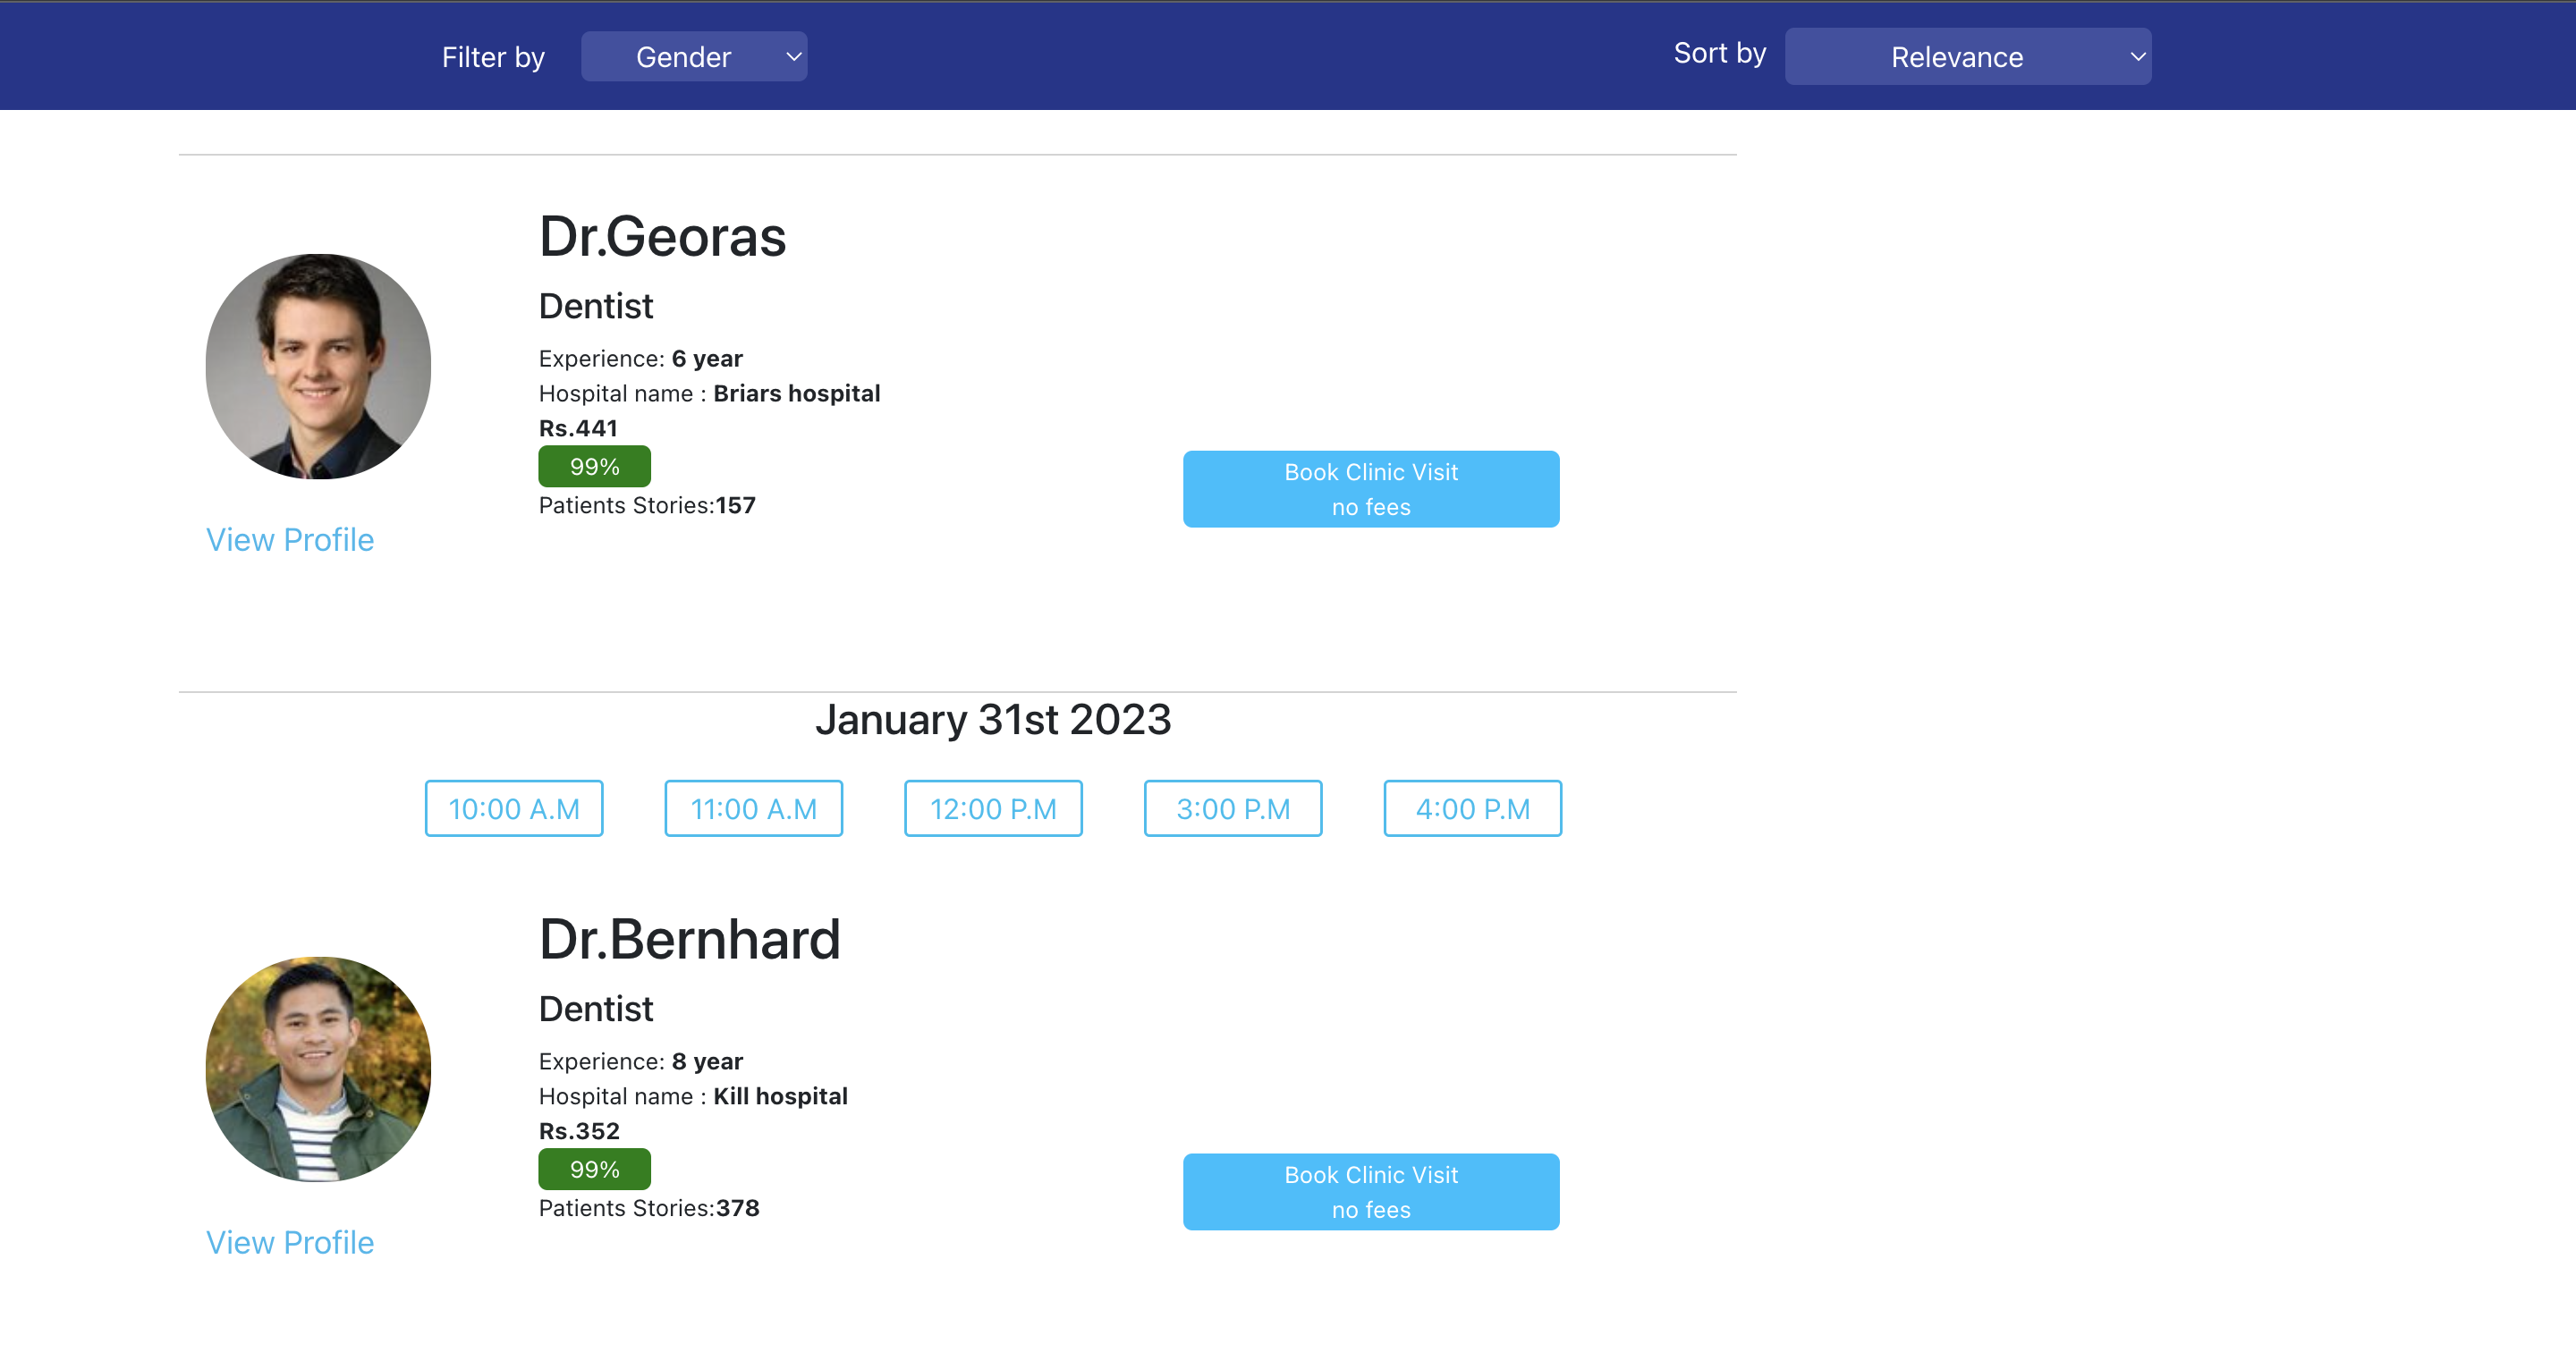 Filter by Gender Sort by Relevance
Dr.Georas
Dentist
Experience: 6 year
Hospital name : Briars hospital
Rs.441
99%
Patients Stories:157
View Profile
Book Clinic Visit
no fees
January 31st 2023
10:00 A.M 11:00 A.M 12:00 P.M 3:00 P.M 4:00 P.M
Dr.Bernhard
Dentist
Experience: 8 year
Hospital name : Kill hospital
Rs.352
99%
Patients Stories:378
View Profile
Book Clinic Visit
no fees